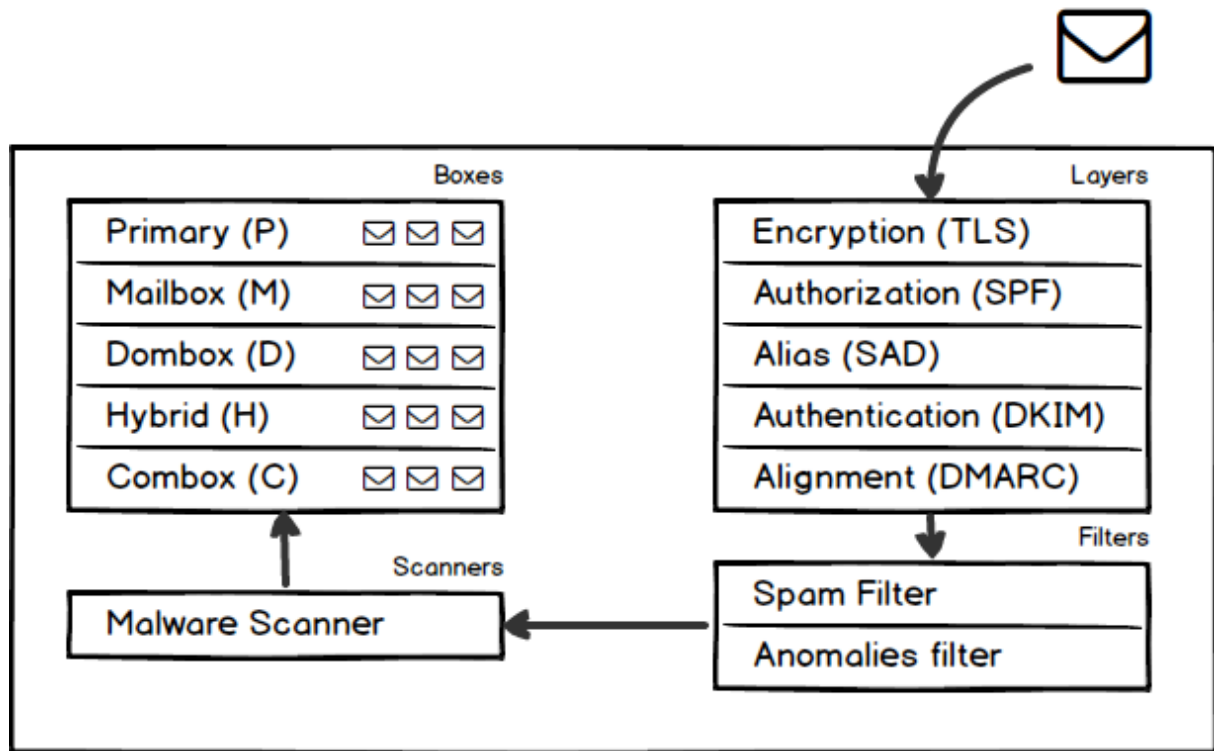 Boxes
Primary (P)
Mailbox (M)
Dombox (D)
Hybrid (H)
Combox (C)
Layers
Encryption (TLS)
Authorization (SPF)
Alias (SAD)
Authentication (DKIM)
Alignment (DMARC)
Filters
Spam Filter
Anomalies filter
Scanners
Malware Scanner